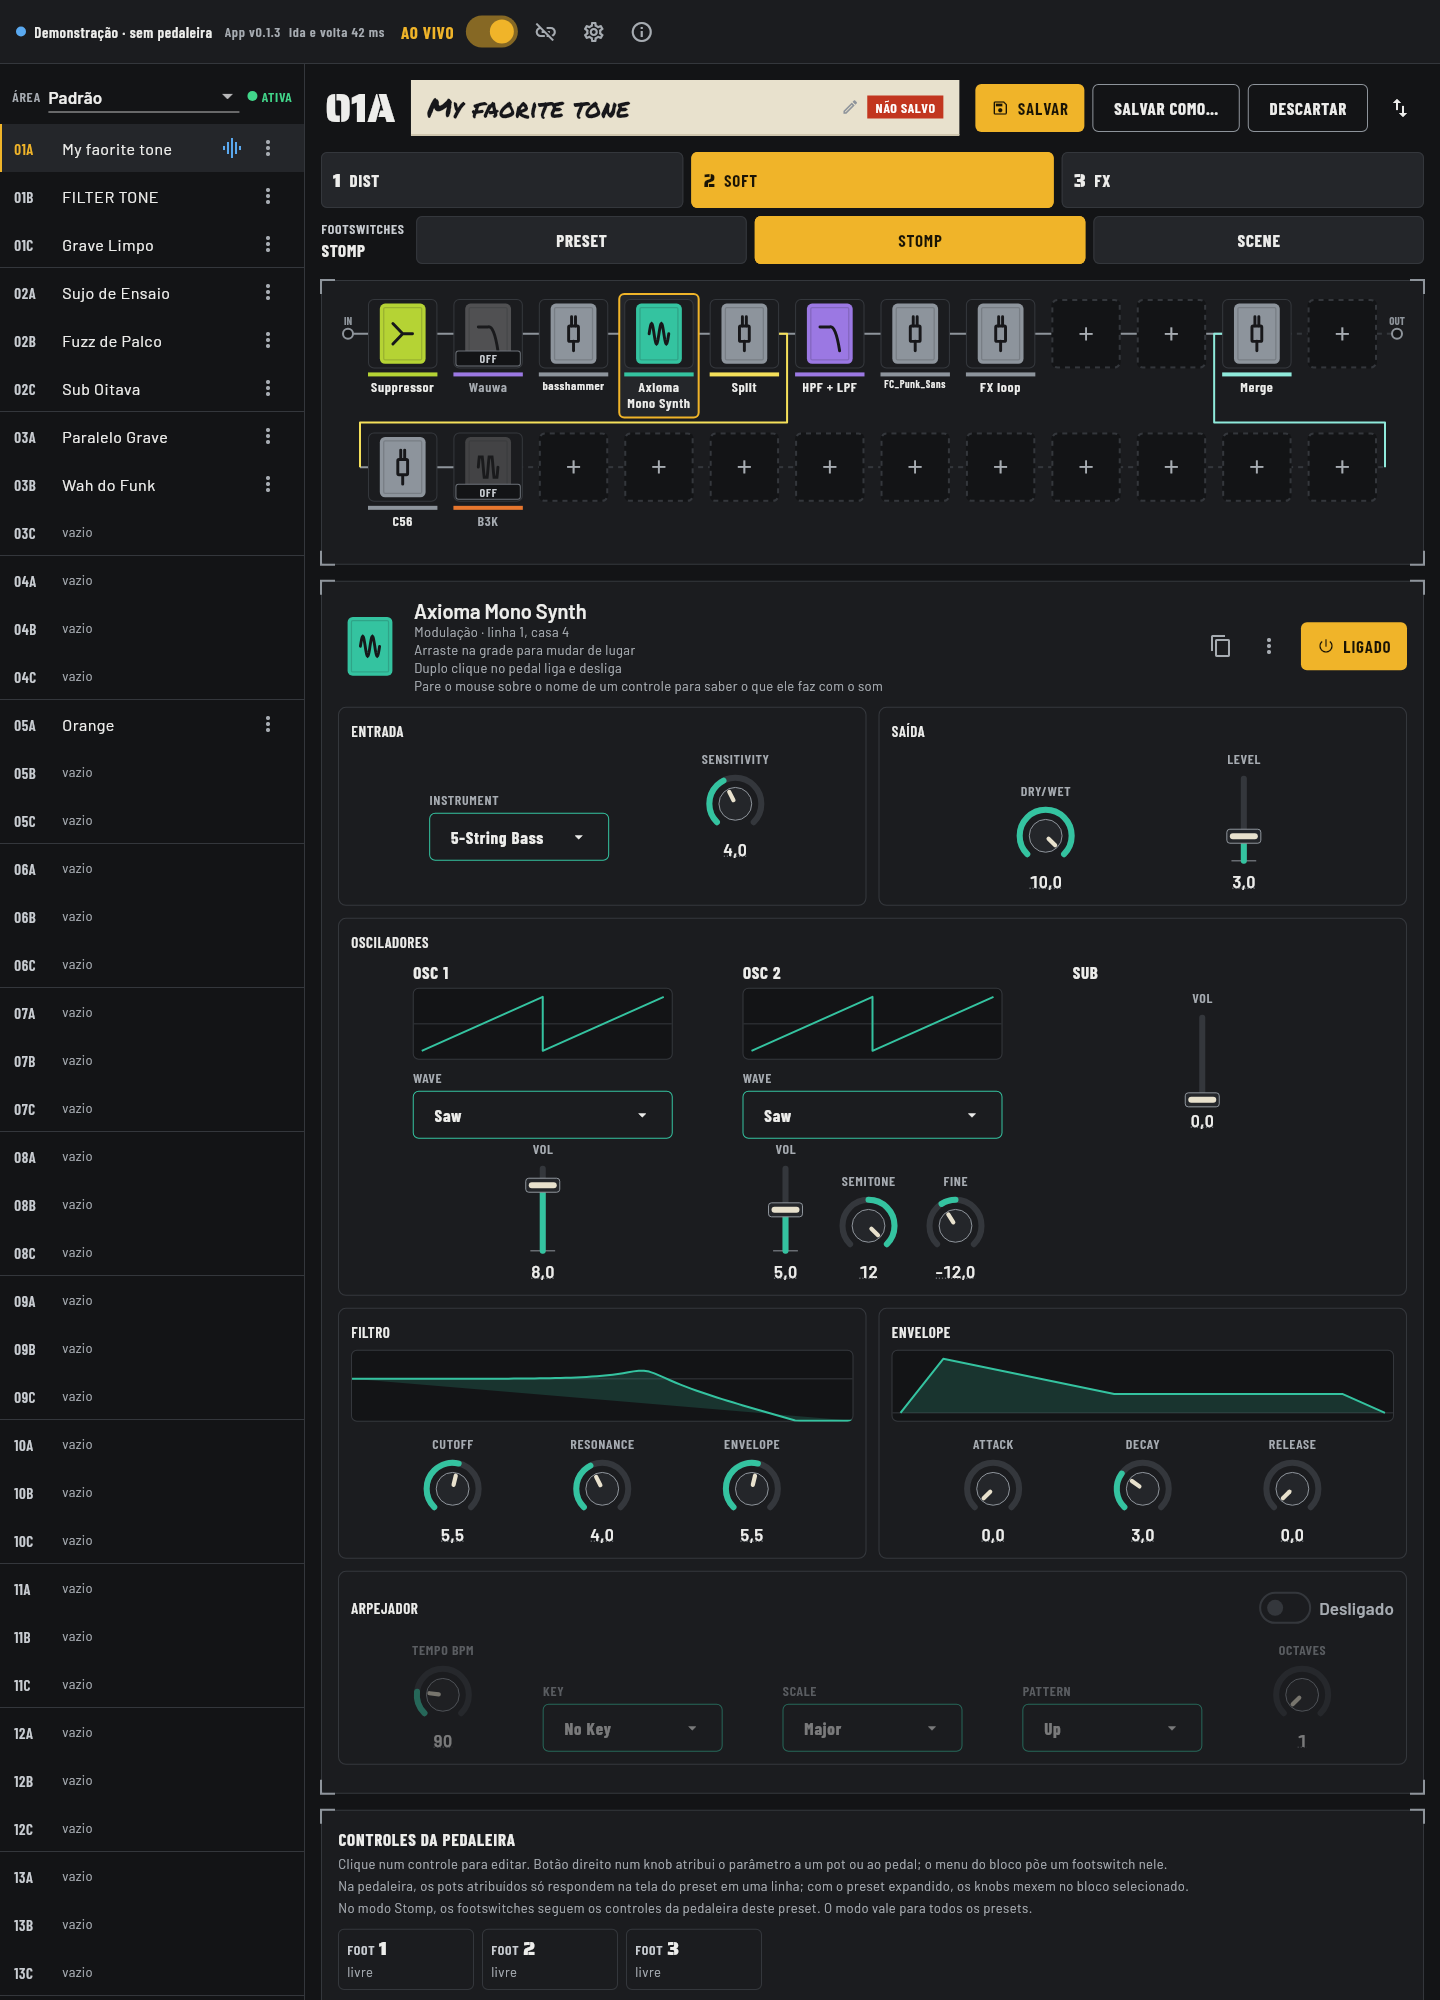 Demonstração · sem pedaleira App v0.1.3 Ida e volta 42 ms AO VIVO
ÁREA Padrão ATIVA
01A My faorite tone
01B FILTER TONE
01C Grave Limpo
02A Sujo de Ensaio
02B Fuzz de Palco
02C Sub Oitava
03A Paralelo Grave
03B Wah do Funk
03C vazio
04A vazio
04B vazio
04C vazio
05A Orange
05B vazio
05C vazio
06A vazio
06B vazio
06C vazio
07A vazio
07B vazio
07C vazio
08A vazio
08B vazio
08C vazio
09A vazio
09B vazio
09C vazio
10A vazio
10B vazio
10C vazio
11A vazio
11B vazio
11C vazio
12A vazio
12B vazio
12C vazio
13A vazio
13B vazio
13C vazio
01A My faorite tone NÃO SALVO SALVAR SALVAR COMO... DESCARTAR
1 DIST 2 SOFT 3 FX
FOOTSWITCHES
STOMP PRESET STOMP SCENE
IN OUT
OFF
Suppressor Wauwa basshammer Axioma Mono Synth Split HPF + LPF FC_Punk_Sans FX loop Merge
OFF
C56 B3K
Axioma Mono Synth
Modulação · linha 1, casa 4
Arraste na grade para mudar de lugar
Duplo clique no pedal liga e desliga
Pare o mouse sobre o nome de um controle para saber o que ele faz com o som
LIGADO
ENTRADA
INSTRUMENT SENSITIVITY
5-String Bass
4,0
SAÍDA
DRY/WET LEVEL
10,0 3,0
OSCILADORES
OSC 1 OSC 2 SUB
WAVE WAVE VOL
Saw Saw 0,0
VOL VOL SEMITONE FINE
8,0 5,0 12 -12,0
FILTRO
CUTOFF RESONANCE ENVELOPE
5,5 4,0 5,5
ENVELOPE
ATTACK DECAY RELEASE
0,0 3,0 0,0
ARPEJADOR Desligado
TEMPO BPM KEY SCALE PATTERN OCTAVES
90 No Key Major Up 1
CONTROLES DA PEDALEIRA
Clique num controle para editar. Botão direito num knob atribui o parâmetro a um pot ou ao pedal; o menu do bloco põe um footswitch nele.
Na pedaleira, os pots atribuídos só respondem na tela do preset em uma linha; com o preset expandido, os knobs mexem no bloco selecionado.
No modo Stomp, os footswitches seguem os controles da pedaleira deste preset. O modo vale para todos os presets.
FOOT 1 FOOT 2 FOOT 3
livre livre livre